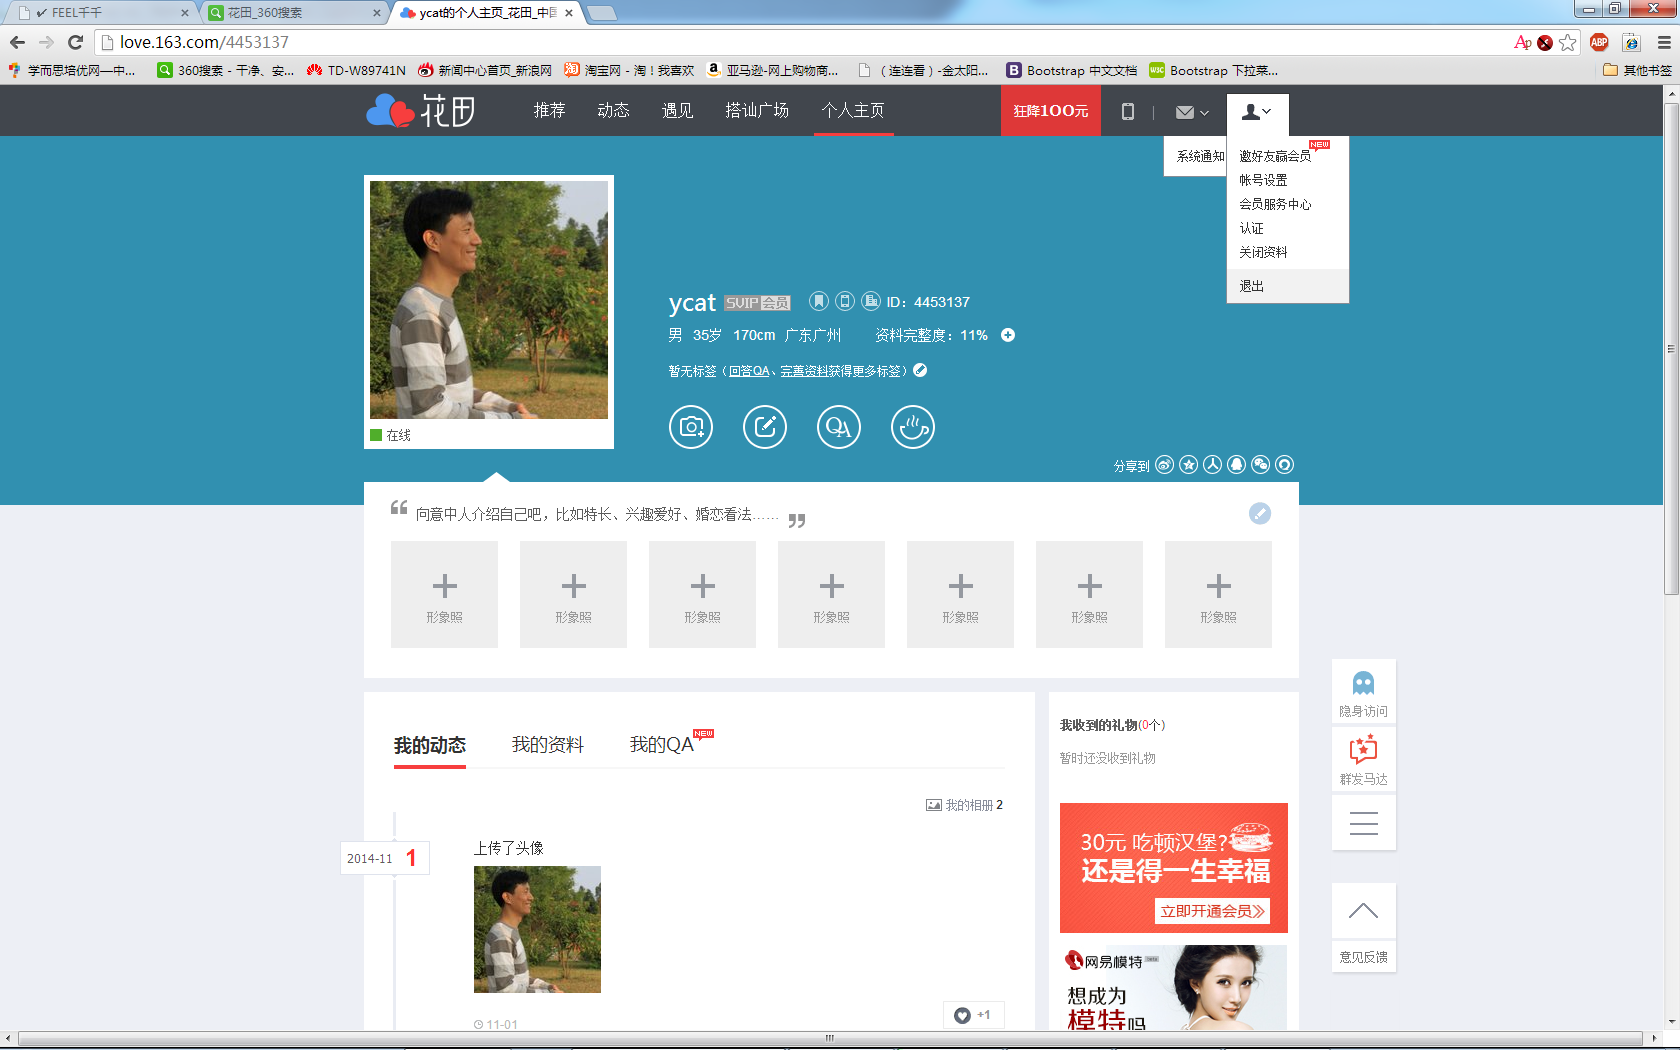 ✓ FEEL千千
花田_360搜索
ycat的个人主页_花田_中国
love.163.com/4453137
学而思培优网—中...
360搜索 - 干净、安...
TD-W89741N
新闻中心首页_新浪网
淘宝网 - 淘！我喜欢
亚马逊-网上购物商...
（连连看）-金太阳...
Bootstrap 中文文档
Bootstrap 下拉菜...
其他书签
花田
推荐
动态
遇见
搭讪广场
个人主页
狂降100元
系统通知
邀好友赢会员
NEW
帐号设置
会员服务中心
认证
关闭资料
退出
在线
ycat SVIP会员 ID：4453137
男 35岁 170cm 广东广州 资料完整度：11%
暂无标签（回答QA、完善资料获得更多标签）
QA
分享到
“ 向意中人介绍自己吧，比如特长、兴趣爱好、婚恋看法…… ”
形象照
形象照
形象照
形象照
形象照
形象照
形象照
我的动态
我的资料
我的QA
NEW
我的相册 2
2014-11 1
上传了头像
11-01
+1
我收到的礼物(0个)
暂时还没收到礼物
30元 吃顿汉堡?
还是得一生幸福
立即开通会员
网易模特 beta
想成为
模特吗
隐身访问
群发马达
意见反馈